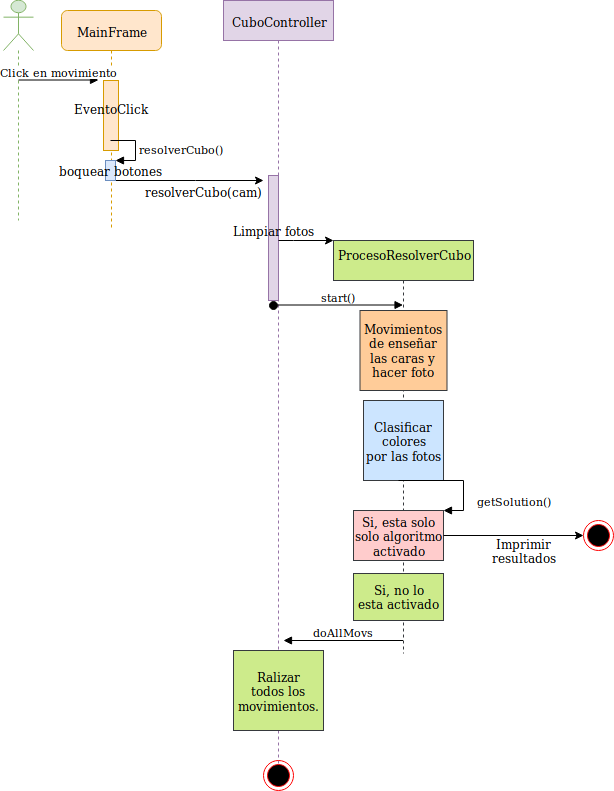 CuboController
MainFrame
Click en movimiento
EventoClick
resolverCubo()
boquear botones
resolverCubo(cam)
Limpiar fotos
ProcesoResolverCubo
start()
Movimientos
de enseñar
las caras y
hacer foto
Clasificar
colores
por las fotos
getSolution()
Si, esta solo
solo algoritmo
activado
Imprimir
resultados
Si, no lo
esta activado
doAllMovs
Ralizar
todos los
movimientos.